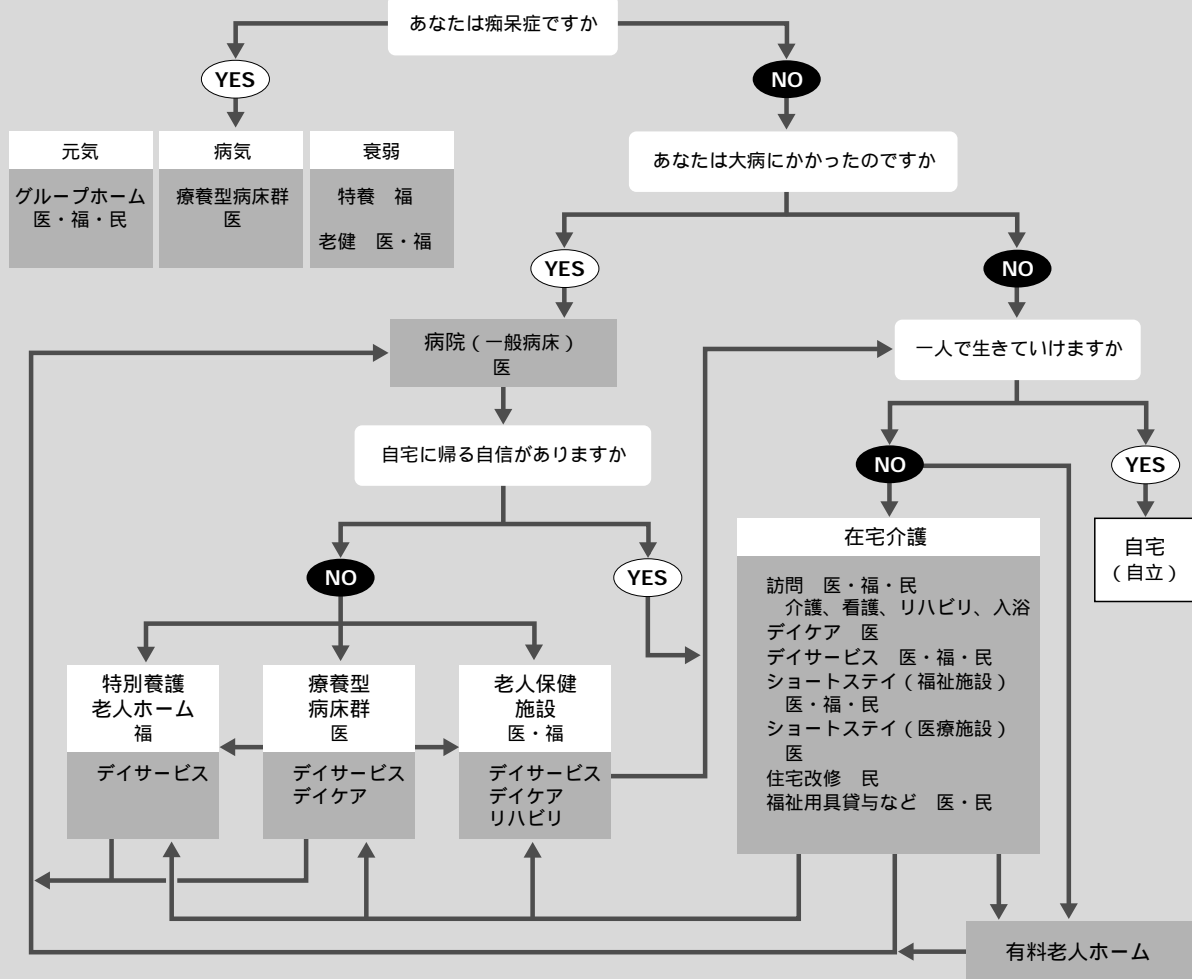 あなたは痴呆症ですか
YES
NO
元気
グループホーム
医・福・民
病気
療養型病床群
医
衰弱
特養　福
老健　医・福
あなたは大病にかかったのですか
YES
NO
病院（一般病床）
医
一人で生きていけますか
自宅に帰る自信がありますか
NO
YES
NO
YES
自宅
（自立）
特別養護
老人ホーム
福
デイサービス
療養型
病床群
医
デイサービス
デイケア
老人保健
施設
医・福
デイサービス
デイケア
リハビリ
在宅介護
訪問　医・福・民
介護、看護、リハビリ、入浴
デイケア　医
デイサービス　医・福・民
ショートステイ（福祉施設）
医・福・民
ショートステイ（医療施設）
医
住宅改修　民
福祉用具貸与など　医・民
有料老人ホーム